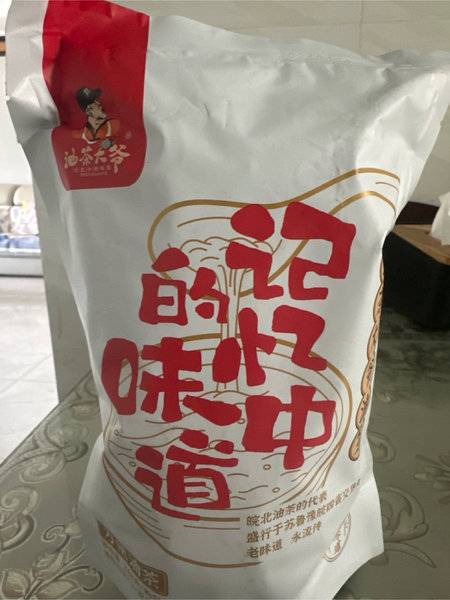 油茶大爷
记忆中
的味道
皖北油茶的代表
盛行于苏鲁豫皖四省交界处
老味道 永流传